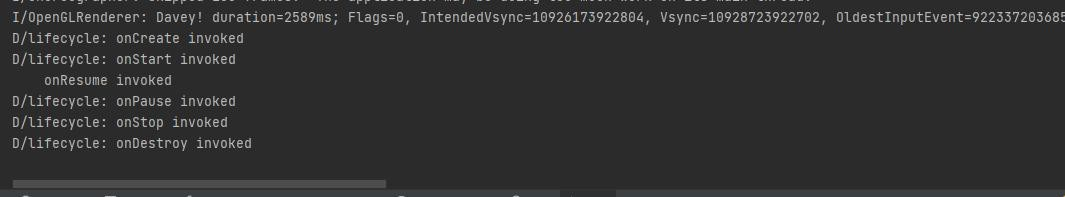 I/OpenGLRenderer: Davey! duration=2589ms; Flags=0, IntendedVsync=10926173922804, Vsync=10928723922702, OldestInputEvent=922337203685
D/lifecycle: onCreate invoked
D/lifecycle: onStart invoked
    onResume invoked
D/lifecycle: onPause invoked
D/lifecycle: onStop invoked
D/lifecycle: onDestroy invoked